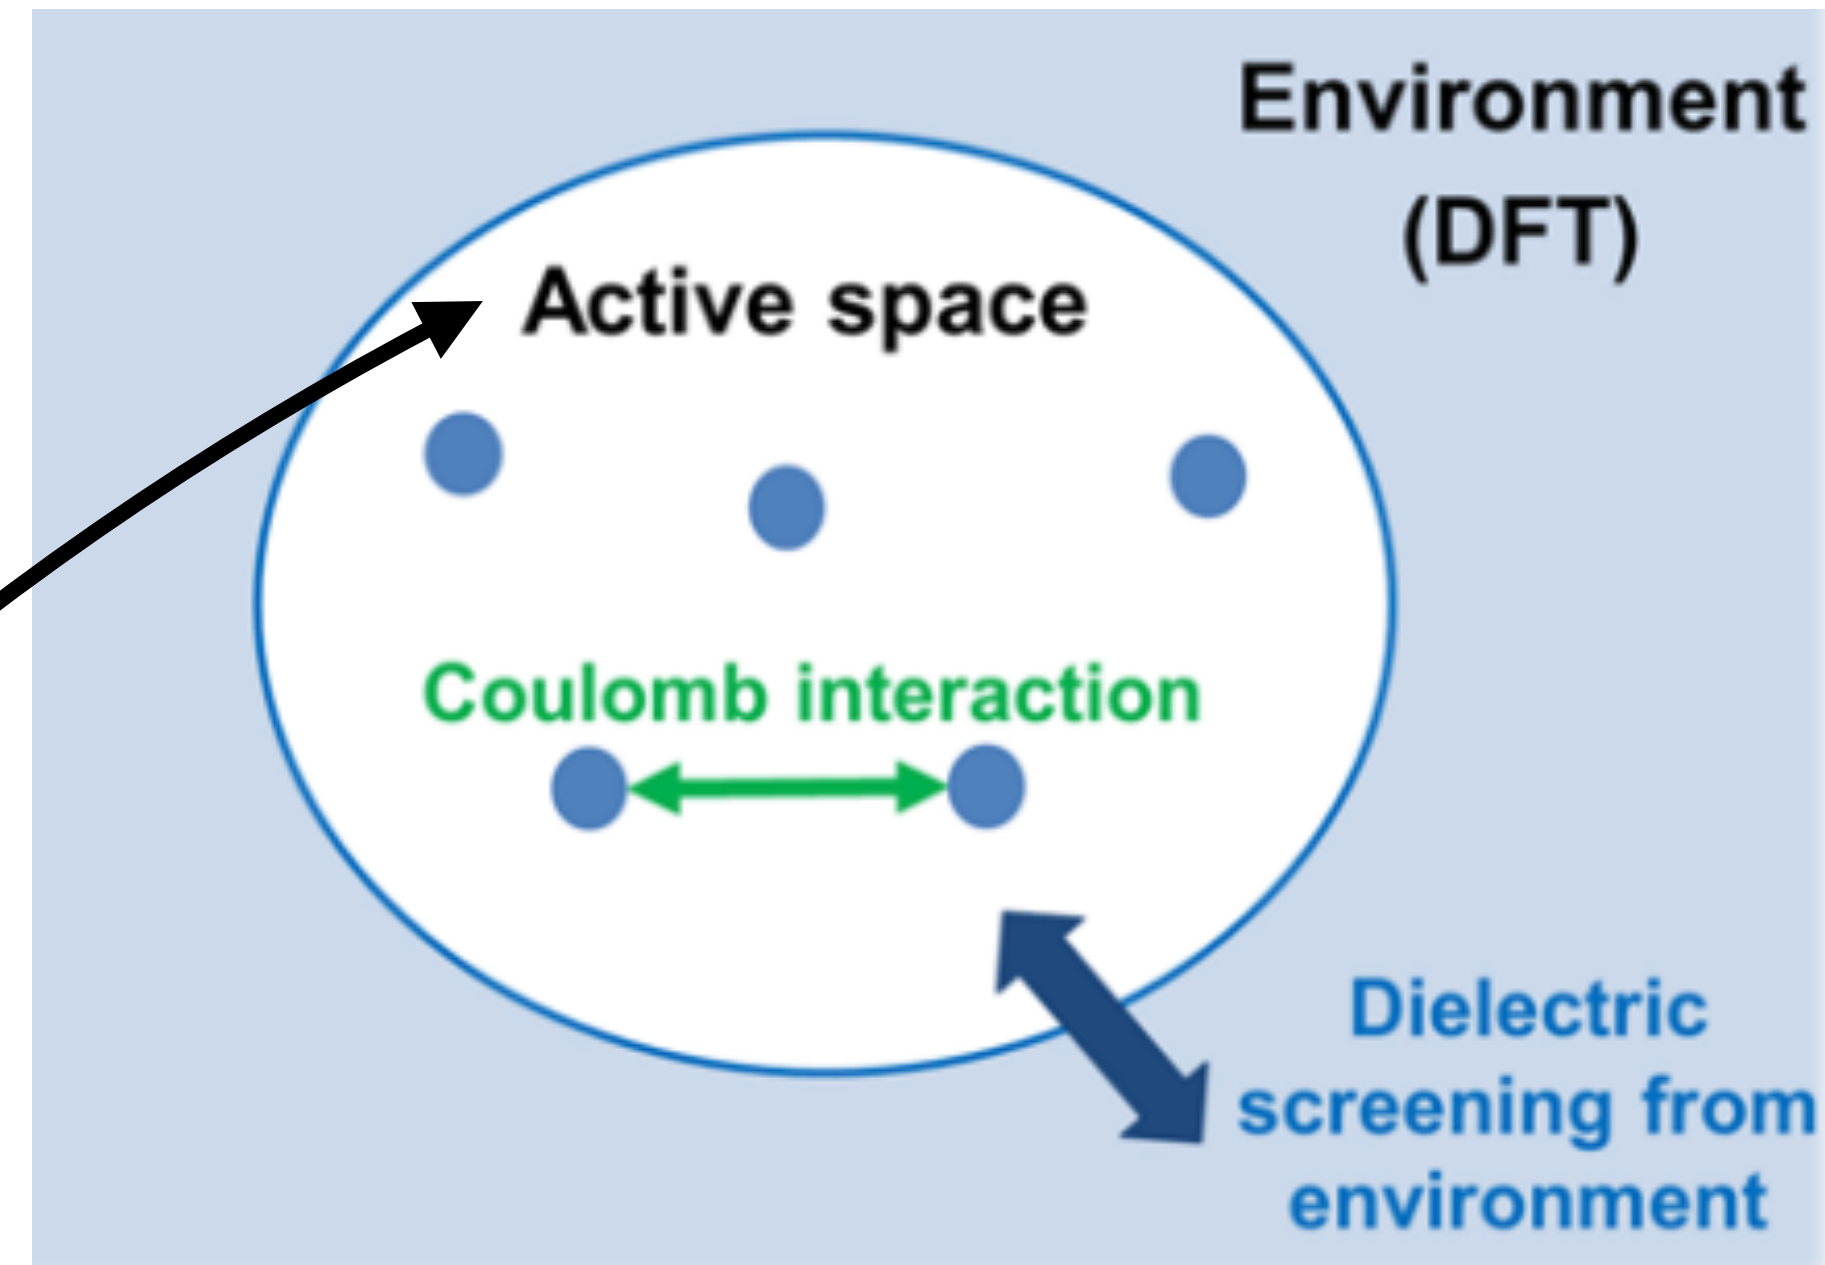 Environment
(DFT)
Active space
Coulomb interaction
Dielectric
screening from
environment